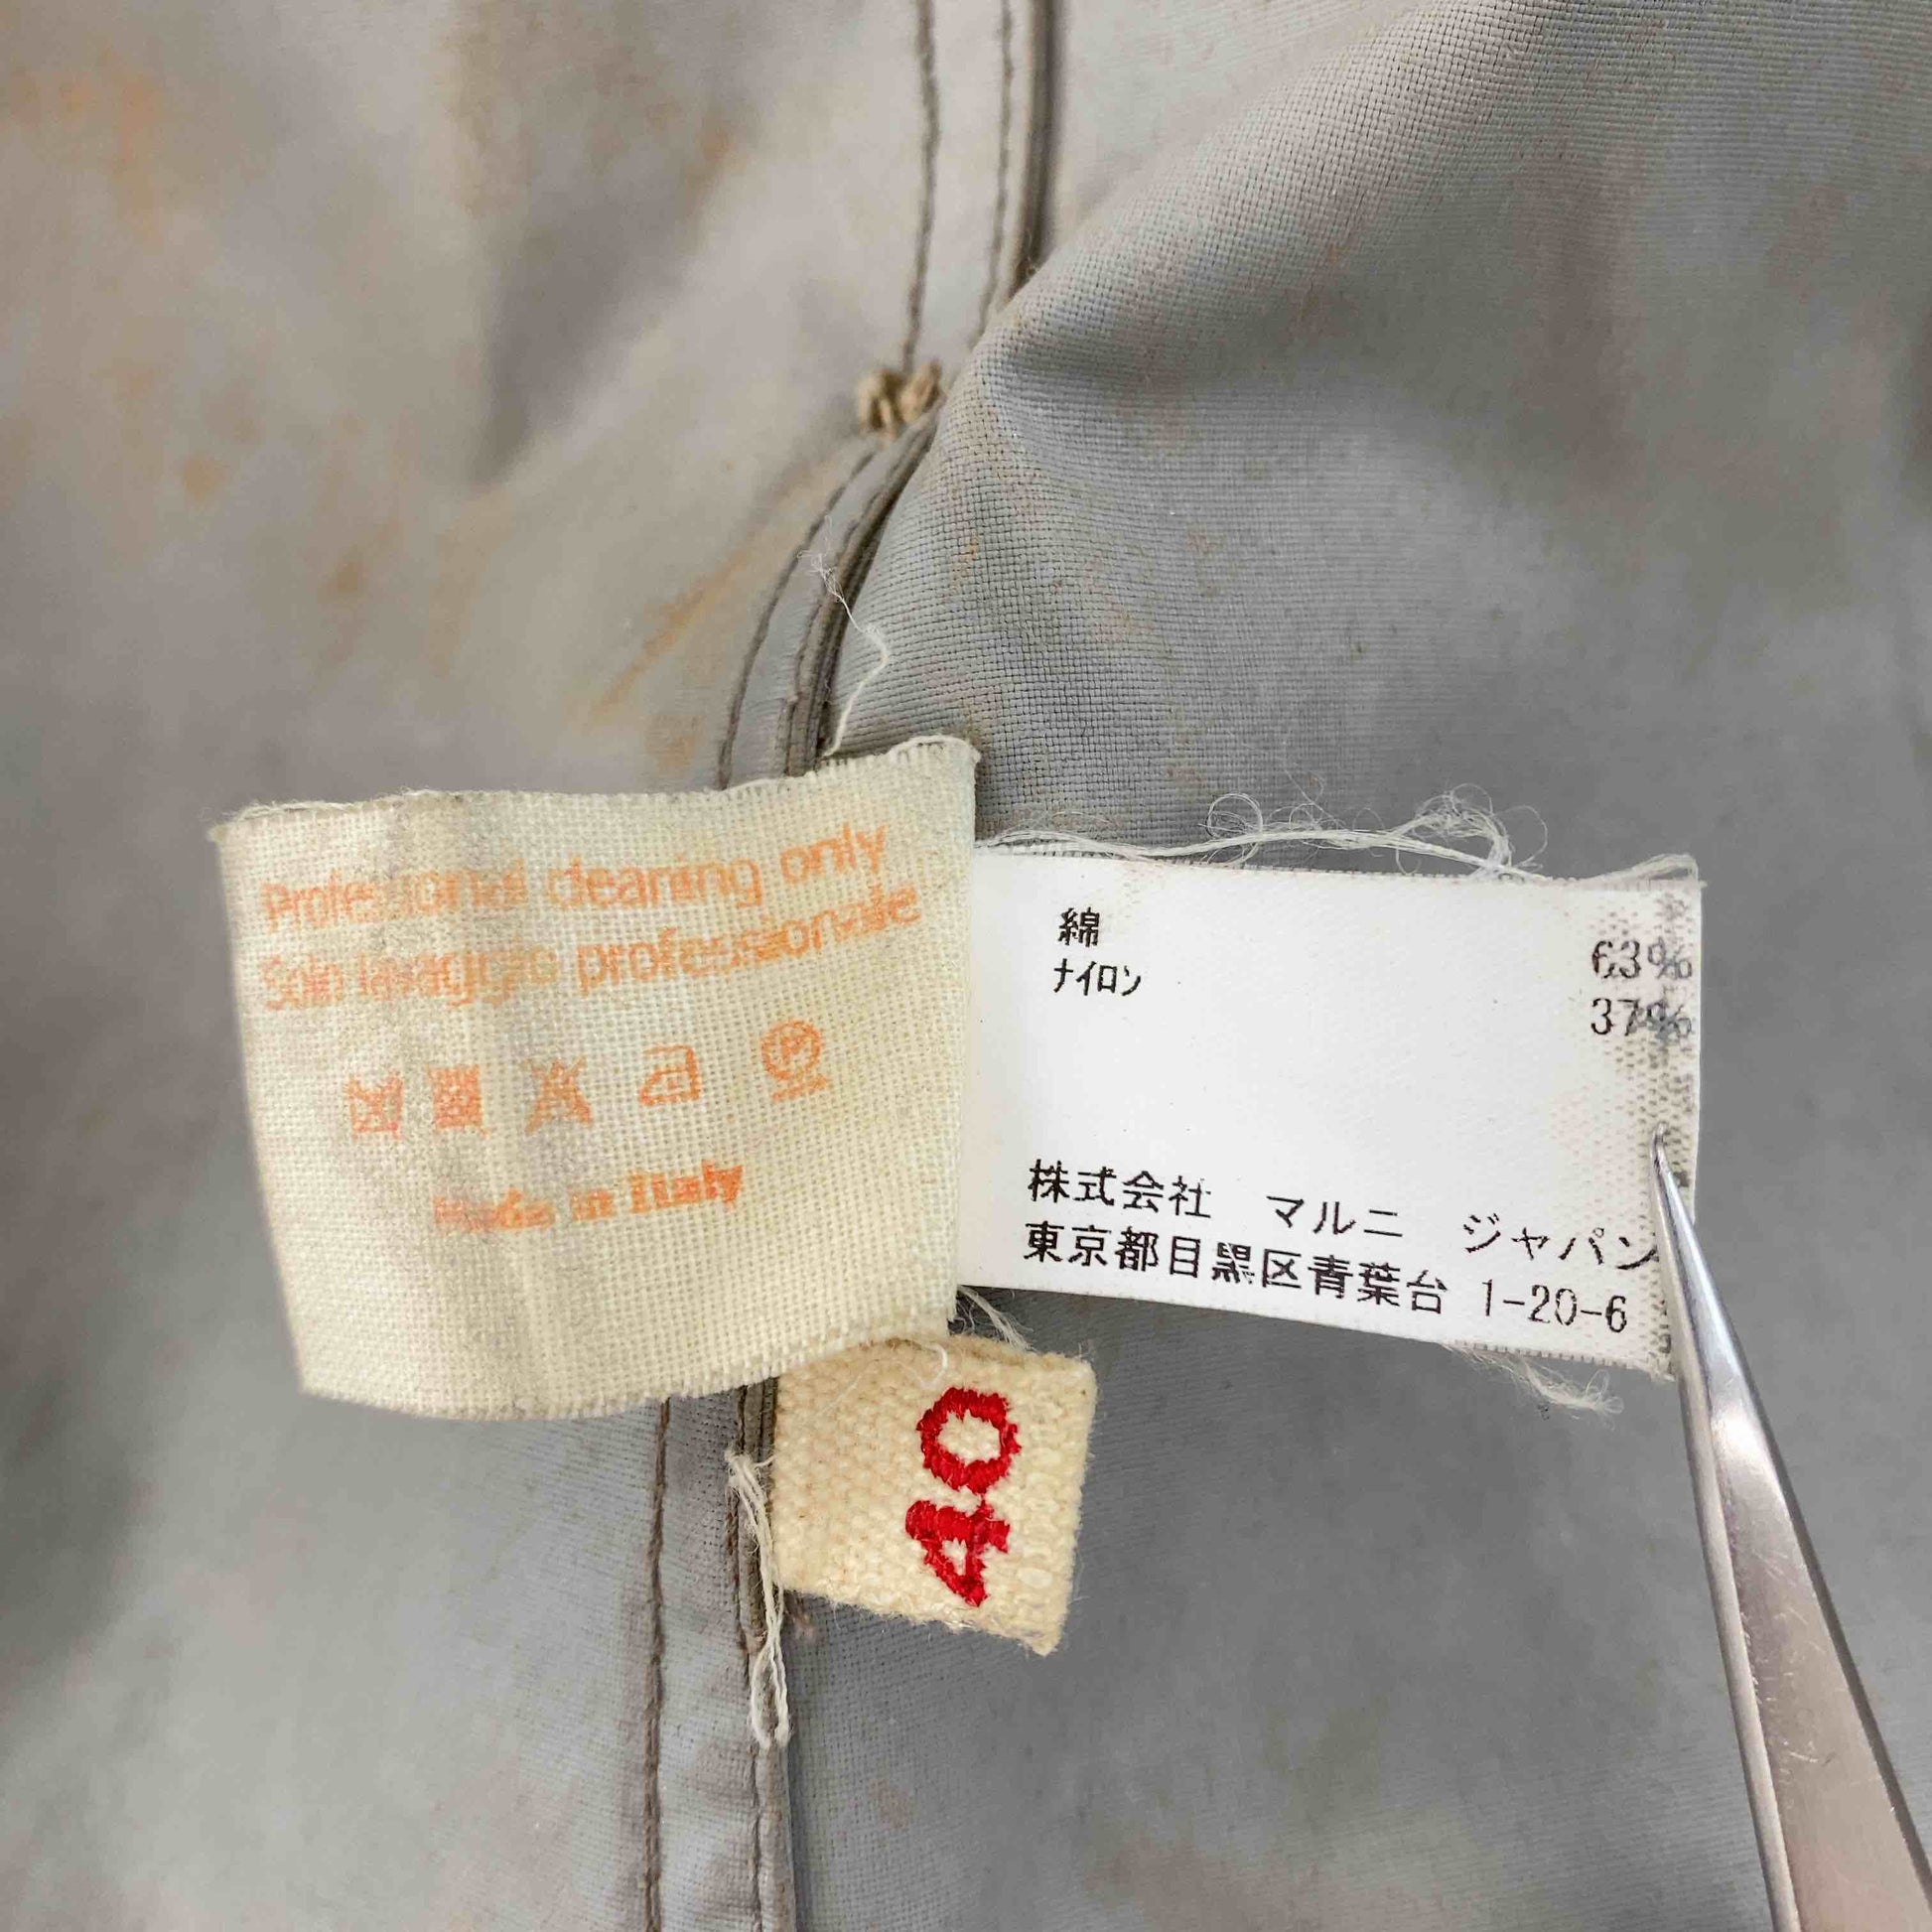 Professional cleaning only
Solo lavaggio professionale
P
Made in Italy
綿 63%
ナイロン 37%
株式会社 マルニ ジャパン
東京都目黒区青葉台 1-20-6
40